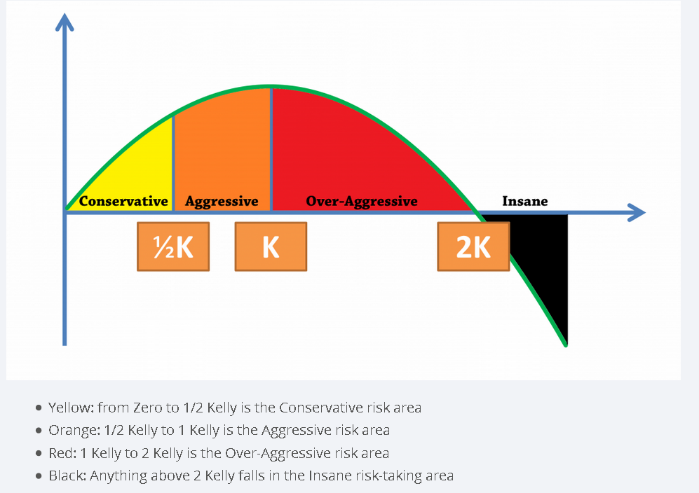 Conservative Aggressive Over-Aggressive Insane
½K K 2K
• Yellow: from Zero to 1/2 Kelly is the Conservative risk area
• Orange: 1/2 Kelly to 1 Kelly is the Aggressive risk area
• Red: 1 Kelly to 2 Kelly is the Over-Aggressive risk area
• Black: Anything above 2 Kelly falls in the Insane risk-taking area